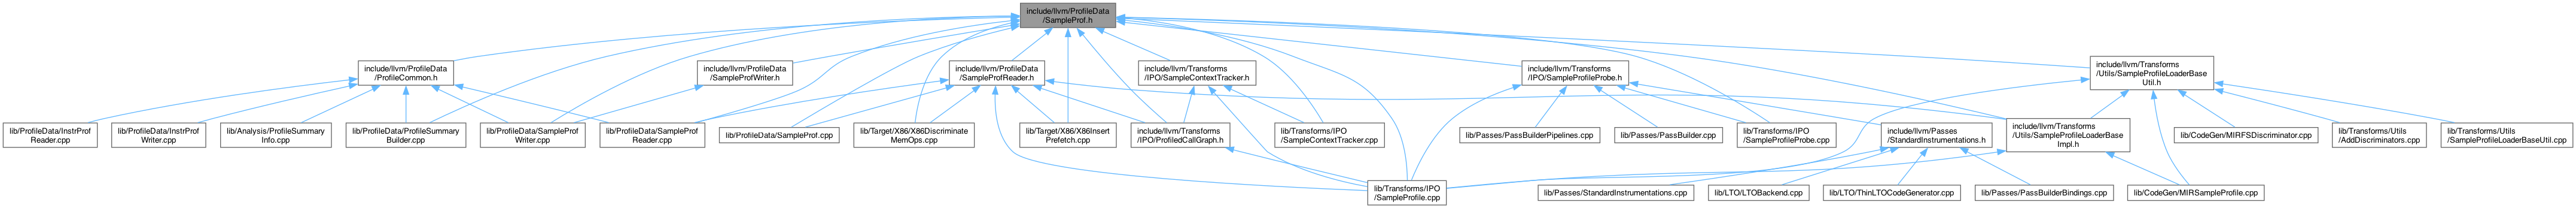 include/llvm/ProfileData
/SampleProf.h
include/llvm/ProfileData
/ProfileCommon.h
include/llvm/ProfileData
/SampleProfWriter.h
include/llvm/ProfileData
/SampleProfReader.h
include/llvm/Transforms
/IPO/SampleContextTracker.h
include/llvm/Transforms
/IPO/SampleProfileProbe.h
include/llvm/Transforms
/Utils/SampleProfileLoaderBase
Util.h
lib/ProfileData/InstrProf
Reader.cpp
lib/ProfileData/InstrProf
Writer.cpp
lib/Analysis/ProfileSummary
Info.cpp
lib/ProfileData/ProfileSummary
Builder.cpp
lib/ProfileData/SampleProf
Writer.cpp
lib/ProfileData/SampleProf
Reader.cpp
lib/ProfileData/SampleProf.cpp
lib/Target/X86/X86Discriminate
MemOps.cpp
lib/Target/X86/X86Insert
Prefetch.cpp
include/llvm/Transforms
/IPO/ProfiledCallGraph.h
lib/Transforms/IPO
/SampleContextTracker.cpp
lib/Passes/PassBuilderPipelines.cpp
lib/Passes/PassBuilder.cpp
lib/Transforms/IPO
/SampleProfileProbe.cpp
include/llvm/Passes
/StandardInstrumentations.h
include/llvm/Transforms
/Utils/SampleProfileLoaderBase
Impl.h
lib/CodeGen/MIRFSDiscriminator.cpp
lib/Transforms/Utils
/AddDiscriminators.cpp
lib/Transforms/Utils
/SampleProfileLoaderBaseUtil.cpp
lib/Transforms/IPO
/SampleProfile.cpp
lib/Passes/StandardInstrumentations.cpp
lib/LTO/LTOBackend.cpp
lib/LTO/ThinLTOCodeGenerator.cpp
lib/Passes/PassBuilderBindings.cpp
lib/CodeGen/MIRSampleProfile.cpp